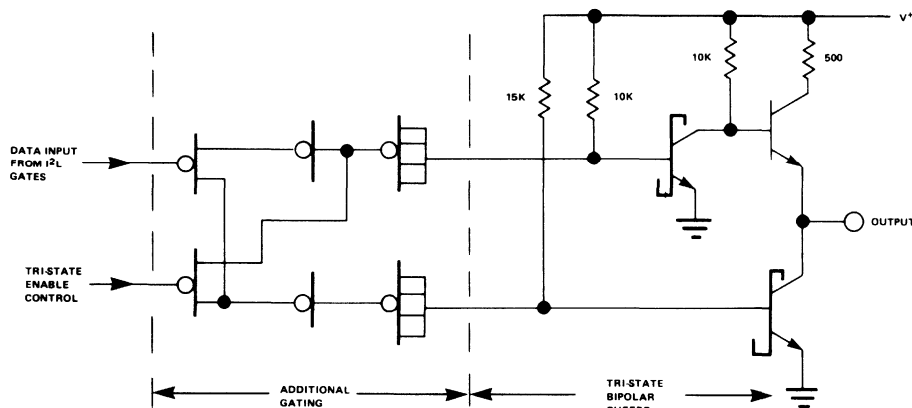 V+
10K
500
15K
10K
DATA INPUT
FROM I²L
GATES
OUTPUT
TRI-STATE
ENABLE
CONTROL
ADDITIONAL
GATING
TRI-STATE
BIPOLAR